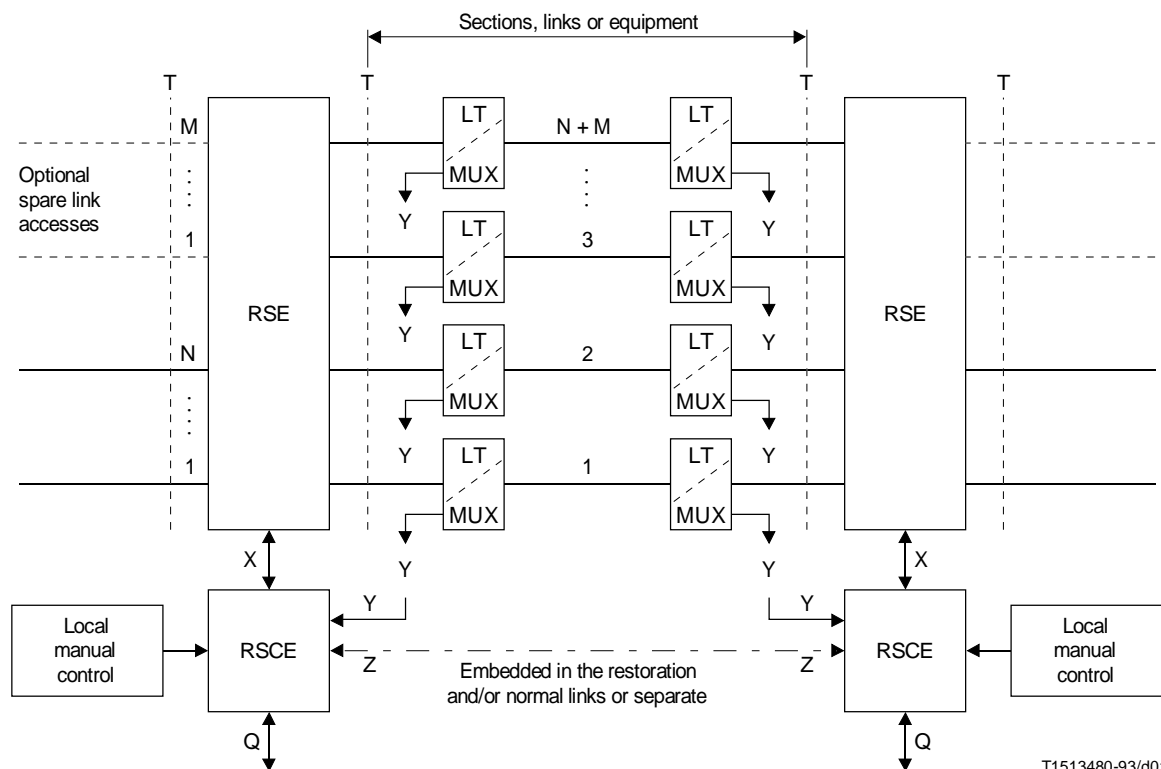 Sections, links or equipment
T T T T
M LT N + M LT
Optional
spare link
accesses
MUX MUX
Y Y
1 LT 3 LT
MUX MUX
RSE RSE
Y Y
N LT 2 LT
MUX MUX
Y Y
1 LT 1 LT
MUX MUX
X Y Y X
Y Y
Local
manual
control
RSCE
Z Z
Embedded in the restoration
and/or normal links or separate
RSCE
Local
manual
control
Q Q